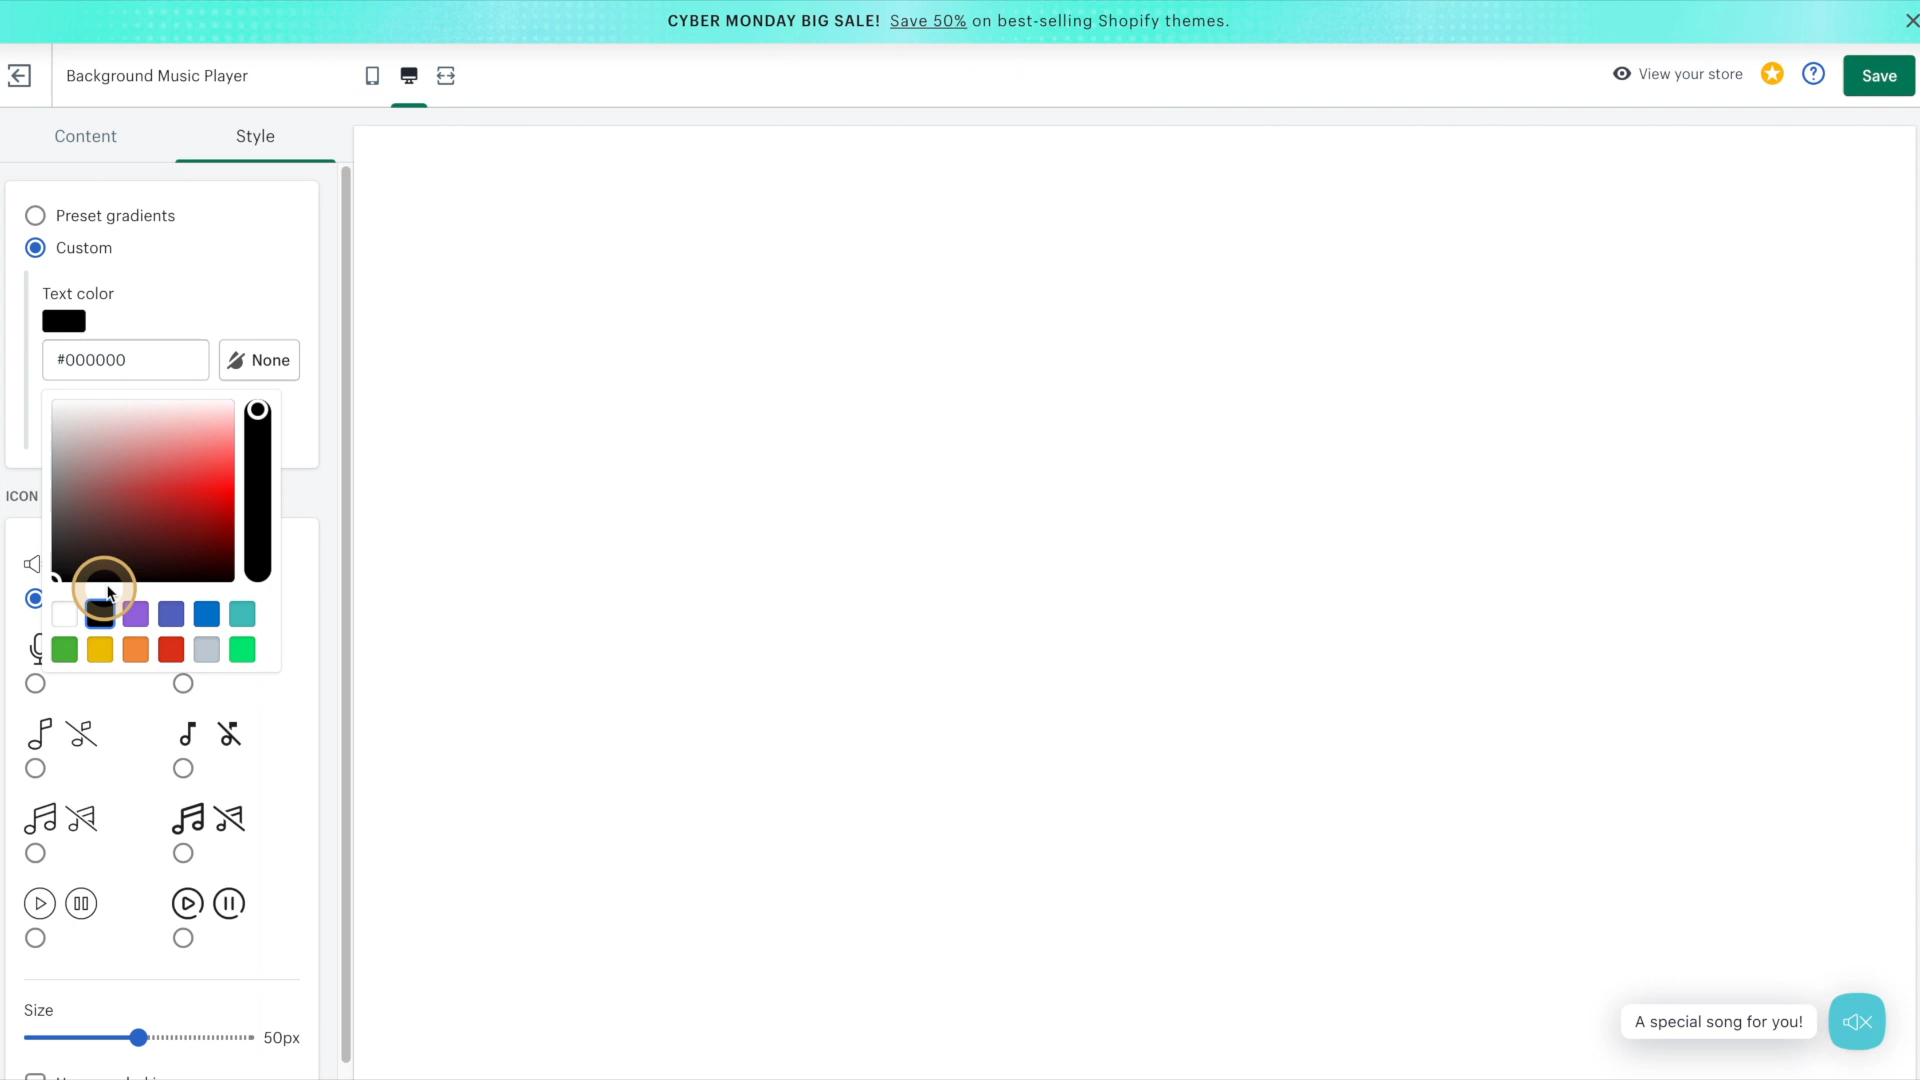 CYBER MONDAY BIG SALE! Save 50% on best-selling Shopify themes.
Background Music Player
View your store
Save
Content
Style
Preset gradients
Custom
Text color
#000000
None
ICON
Size
50px
A special song for you!